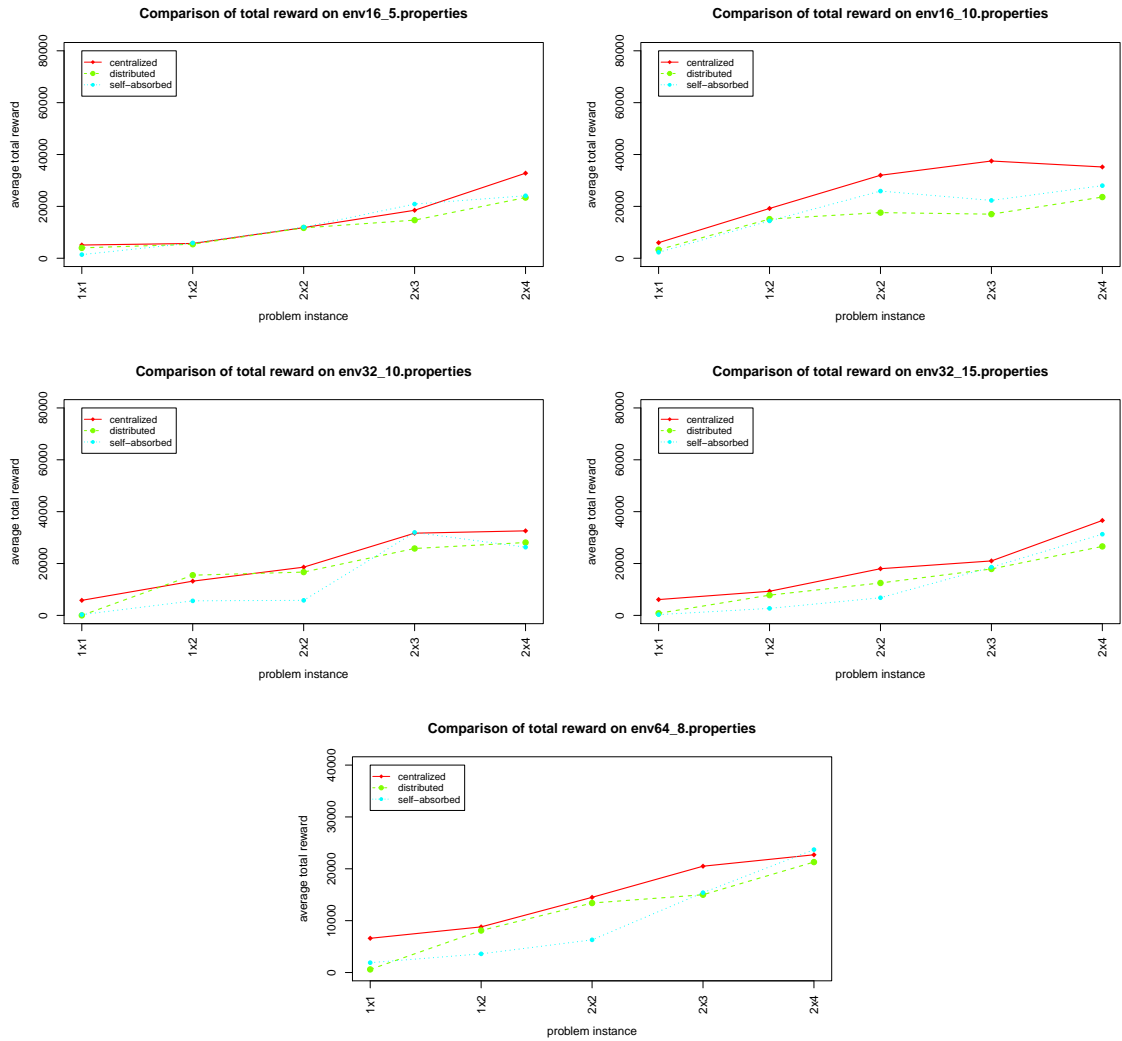 Comparison of total reward on env16_5.properties
average total reward
80000
60000
40000
20000
0
centralized
distributed
self-absorbed
1x1
1x2
2x2
2x3
2x4
problem instance
Comparison of total reward on env16_10.properties
average total reward
80000
60000
40000
20000
0
centralized
distributed
self-absorbed
1x1
1x2
2x2
2x3
2x4
problem instance
Comparison of total reward on env32_10.properties
average total reward
80000
60000
40000
20000
0
centralized
distributed
self-absorbed
1x1
1x2
2x2
2x3
2x4
problem instance
Comparison of total reward on env32_15.properties
average total reward
80000
60000
40000
20000
0
centralized
distributed
self-absorbed
1x1
1x2
2x2
2x3
2x4
problem instance
Comparison of total reward on env64_8.properties
average total reward
40000
30000
20000
10000
0
centralized
distributed
self-absorbed
1x1
1x2
2x2
2x3
2x4
problem instance